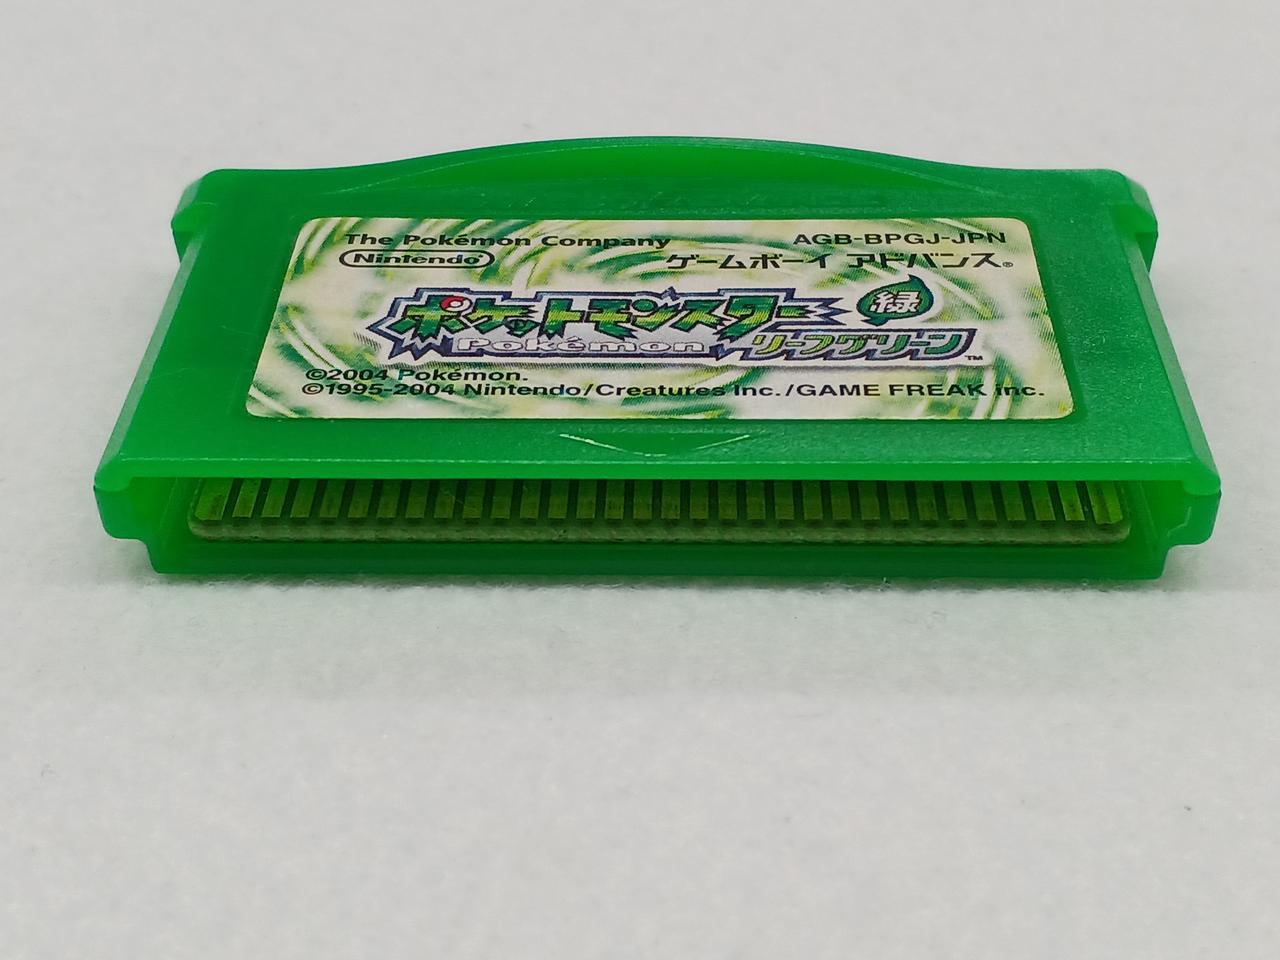 The Pokémon Company
AGB-BPGJ-JPN
Nintendo
ゲームボーイ アドバンス®
ポケットモンスター 緑
Pokémon リーフグリーン™
©2004 Pokémon.
©1995-2004 Nintendo/Creatures Inc./GAME FREAK inc.